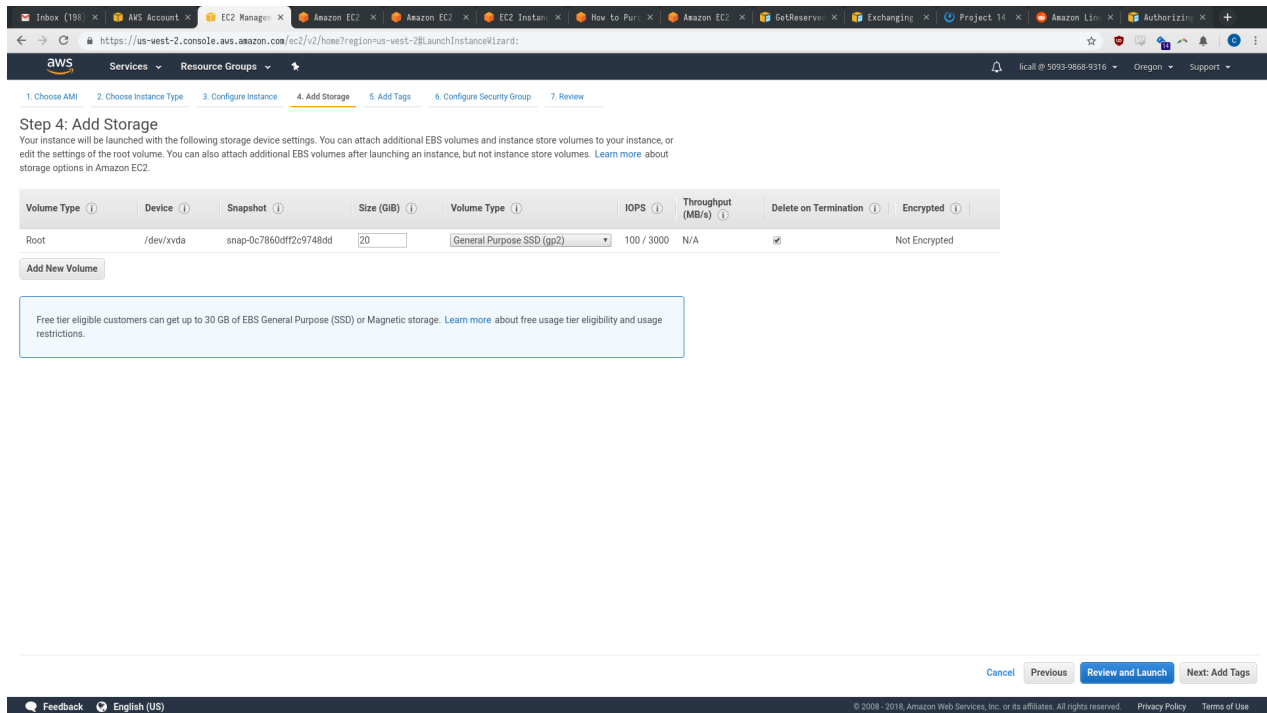 Inbox (198)
AWS Account
EC2 Manageme
Amazon EC2
Amazon EC2
EC2 Instanc
How to Purc
Amazon EC2
GetReserved
Exchanging
Project 14
Amazon Linu
Authorizing
https://us-west-2.console.aws.amazon.com/ec2/v2/home?region=us-west-2#LaunchInstanceWizard:
14
C
aws
Services
Resource Groups
licall @ 5093-9868-9316
Oregon
Support
1. Choose AMI
2. Choose Instance Type
3. Configure Instance
4. Add Storage
5. Add Tags
6. Configure Security Group
7. Review
Step 4: Add Storage
Your instance will be launched with the following storage device settings. You can attach additional EBS volumes and instance store volumes to your instance, or
edit the settings of the root volume. You can also attach additional EBS volumes after launching an instance, but not instance store volumes. Learn more about
storage options in Amazon EC2.
Volume Type
Device
Snapshot
Size (GiB)
Volume Type
IOPS
Throughput
(MB/s)
Delete on Termination
Encrypted
Root
/dev/xvda
snap-0c7860dff2c9748dd
20
General Purpose SSD (gp2)
100 / 3000
N/A
Not Encrypted
Add New Volume
Free tier eligible customers can get up to 30 GB of EBS General Purpose (SSD) or Magnetic storage. Learn more about free usage tier eligibility and usage
restrictions.
Cancel
Previous
Review and Launch
Next: Add Tags
Feedback
English (US)
© 2008 - 2018, Amazon Web Services, Inc. or its affiliates. All rights reserved.
Privacy Policy
Terms of Use